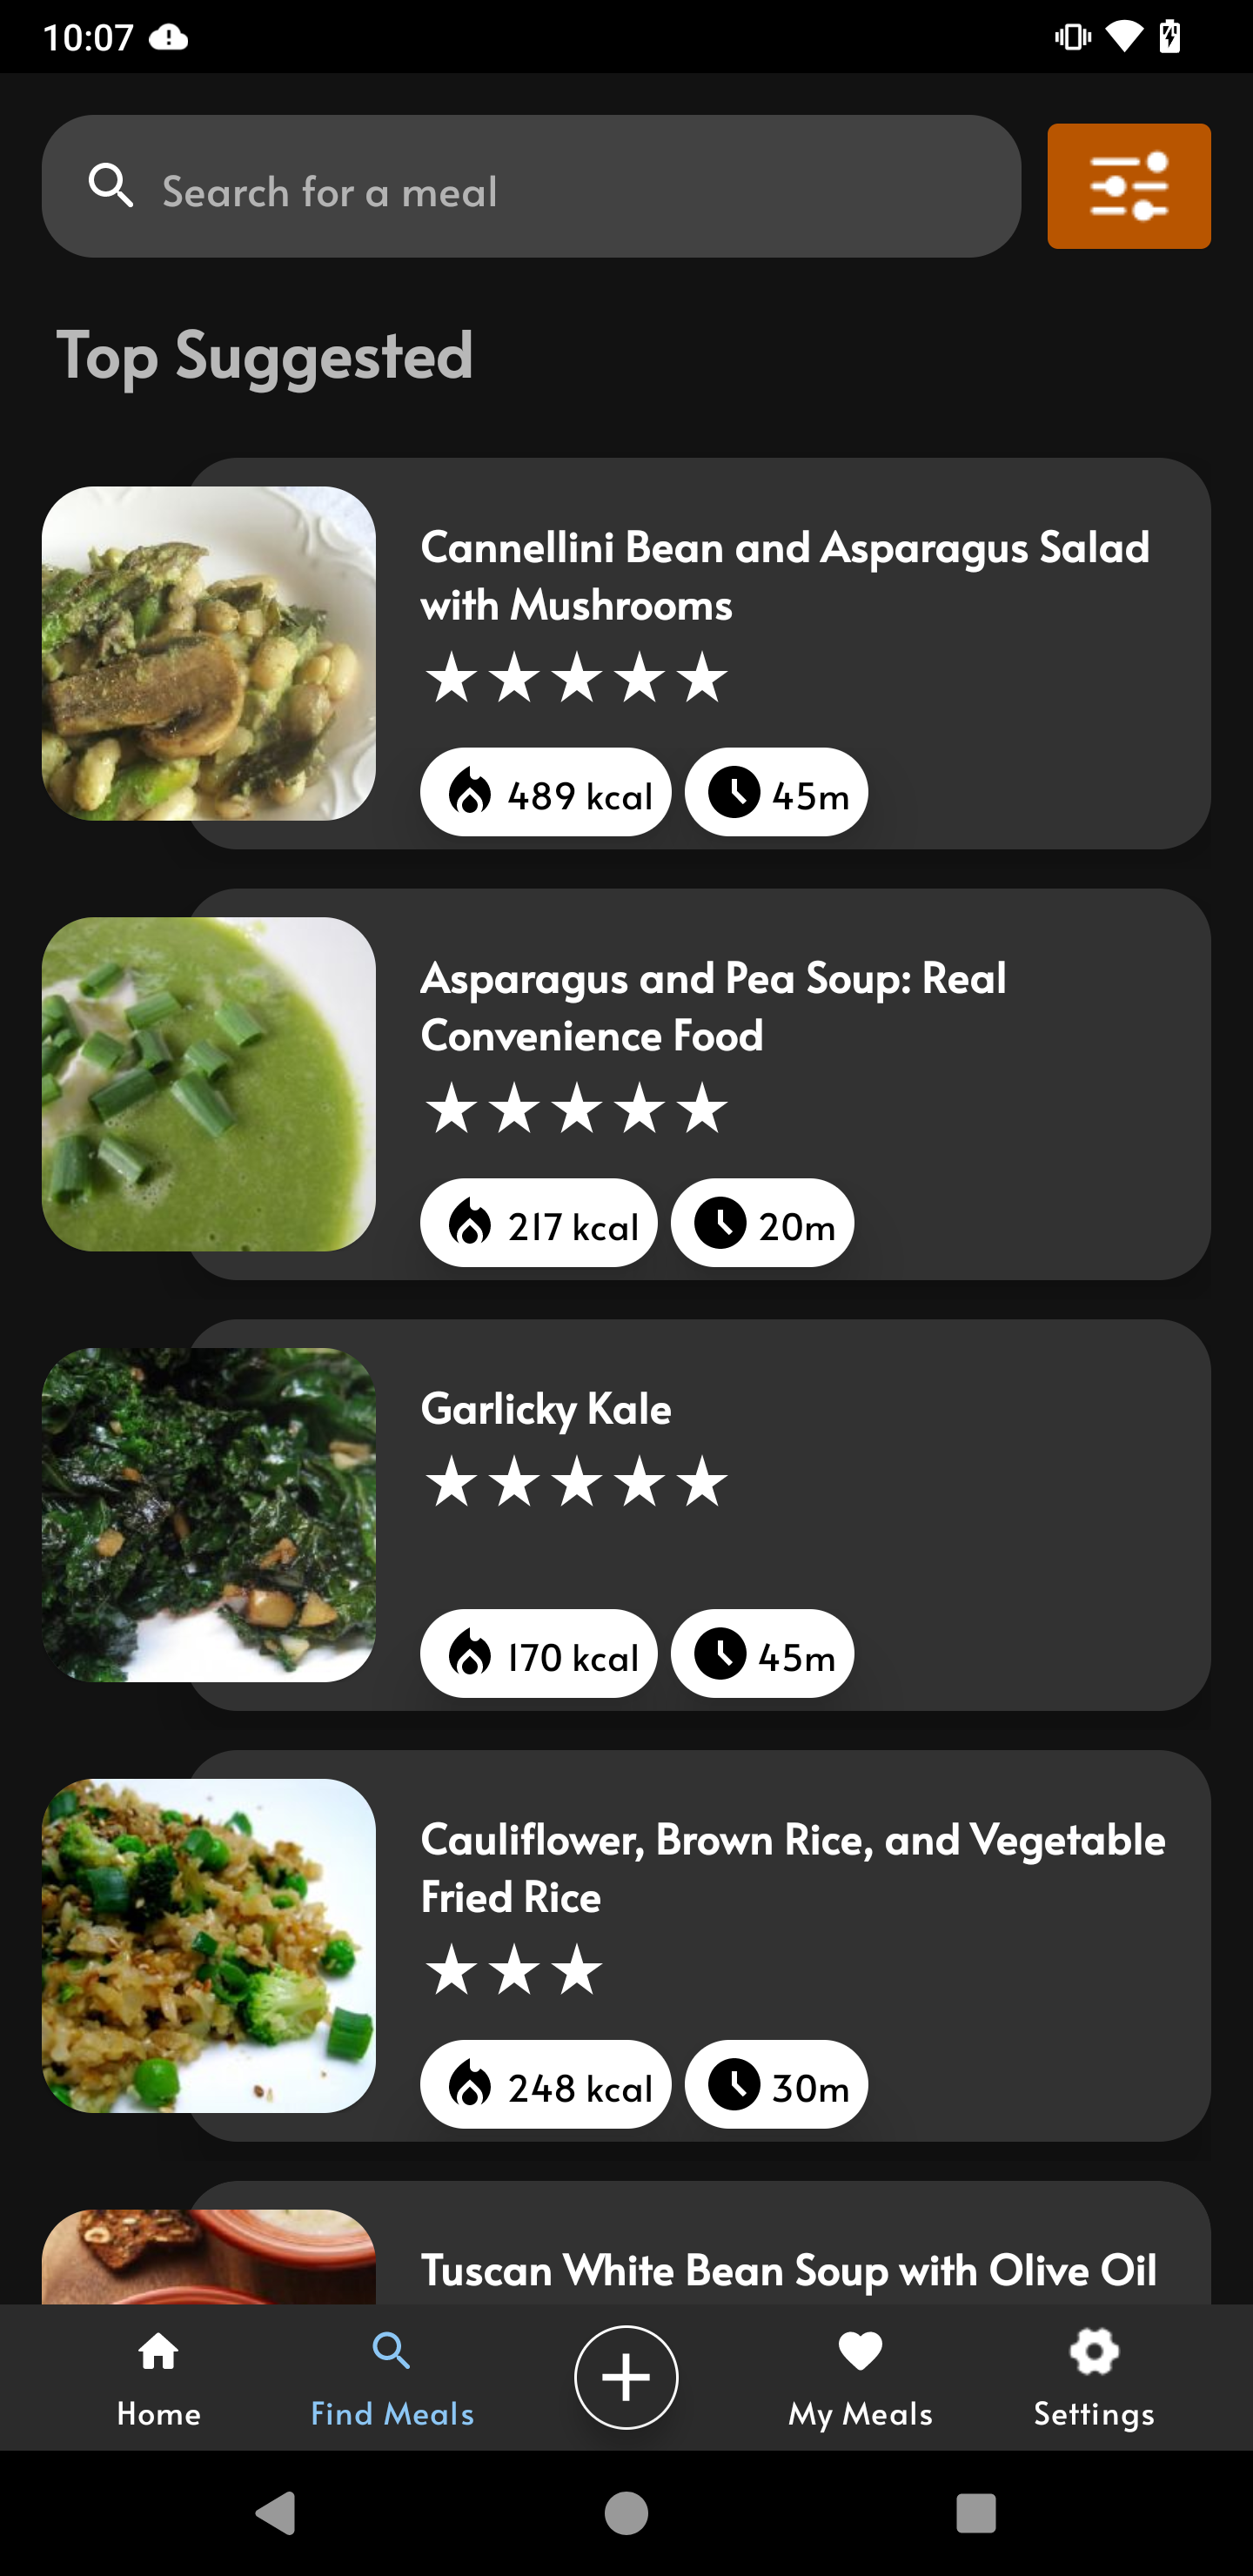 10:07
Search for a meal
Top Suggested
Cannellini Bean and Asparagus Salad
with Mushrooms
489 kcal 45m
Asparagus and Pea Soup: Real
Convenience Food
217 kcal 20m
Garlicky Kale
170 kcal 45m
Cauliflower, Brown Rice, and Vegetable
Fried Rice
248 kcal 30m
Tuscan White Bean Soup with Olive Oil
Home Find Meals My Meals Settings